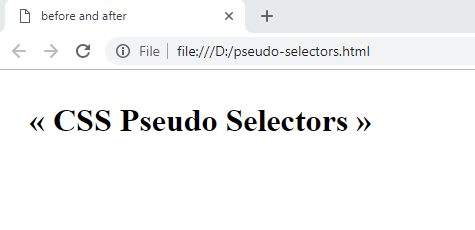 before and after
File file:///D:/pseudo-selectors.html
« CSS Pseudo Selectors »